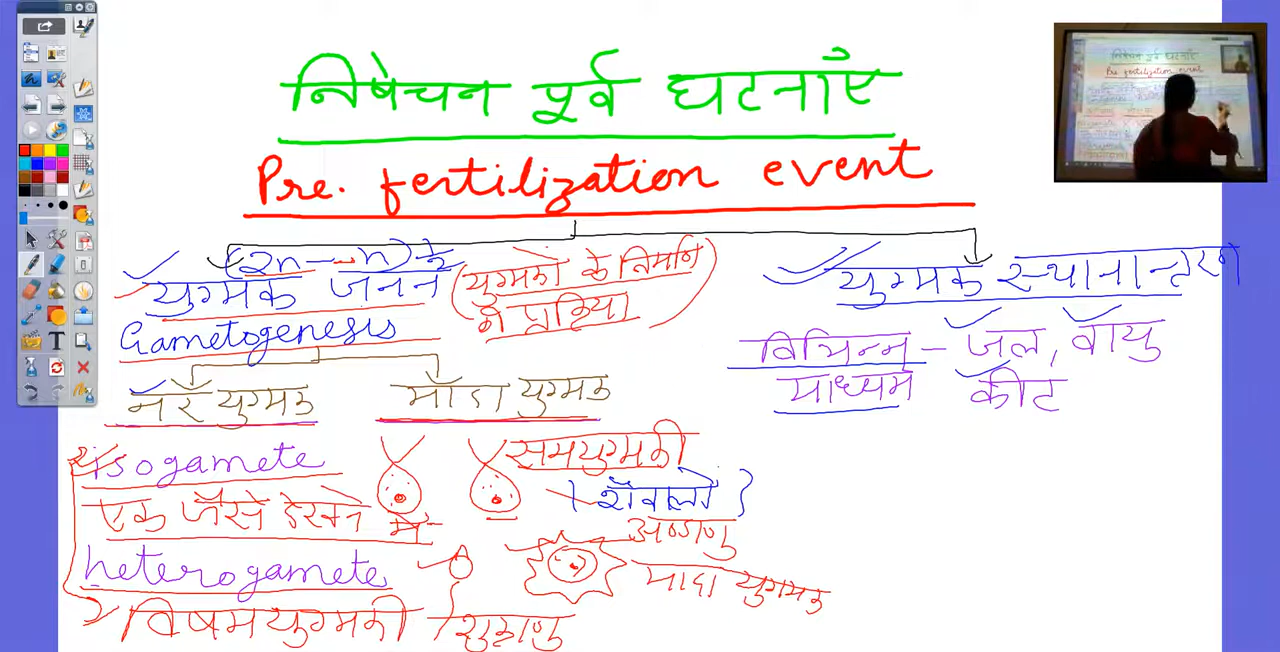 निषेचन पूर्व घटनाएँ
Pre. fertilization event
(2n-n) है
युग्मक जनन (युग्मको के निर्माण
की प्रक्रिया)
Gametogenesis
नर युग्मक
मादा युग्मक
isogamete
समयुग्मकी
एक जैसे देखने में
(शैवालो)
heterogamete
अण्डाणु
मादा युग्मक
विषमयुग्मकी
शुक्राणु
युग्मक स्थानान्तरण
विभिन्न - जल, वायु
माध्यम कीट